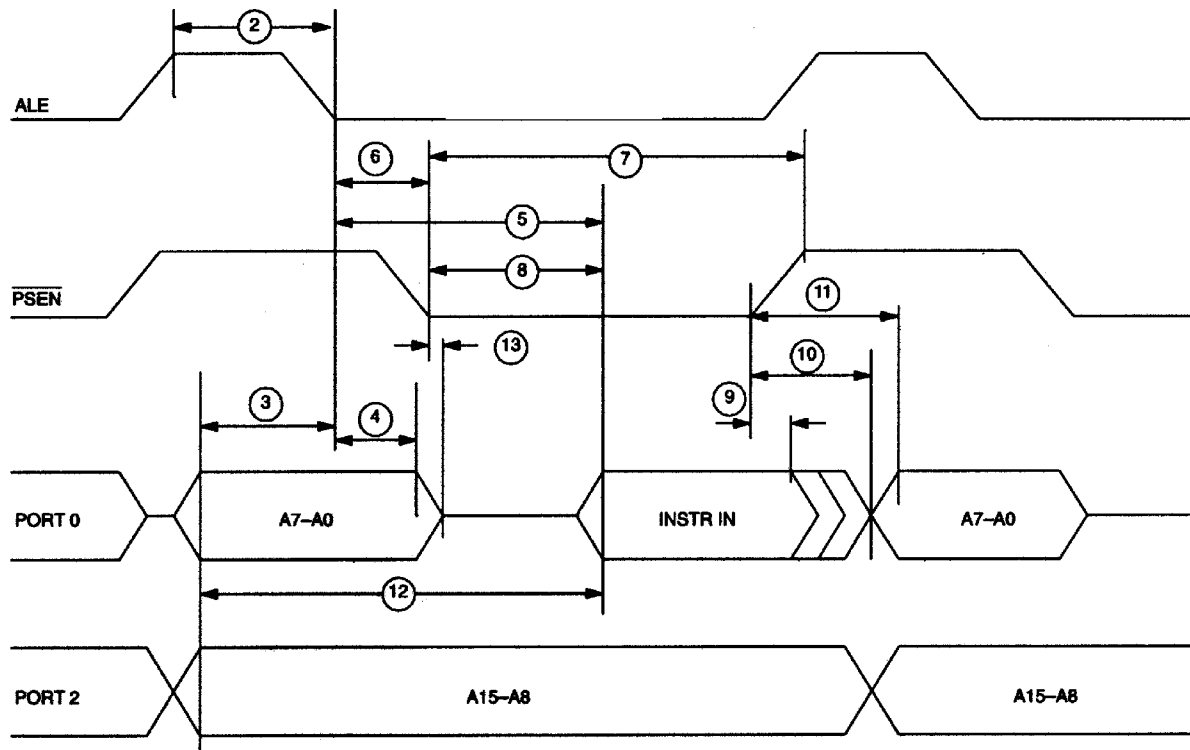 2
ALE
6
7
5
8
PSEN
11
13
10
9
3
4
PORT 0
A7–A0
INSTR IN
A7–A0
12
PORT 2
A15–A8
A15–A8